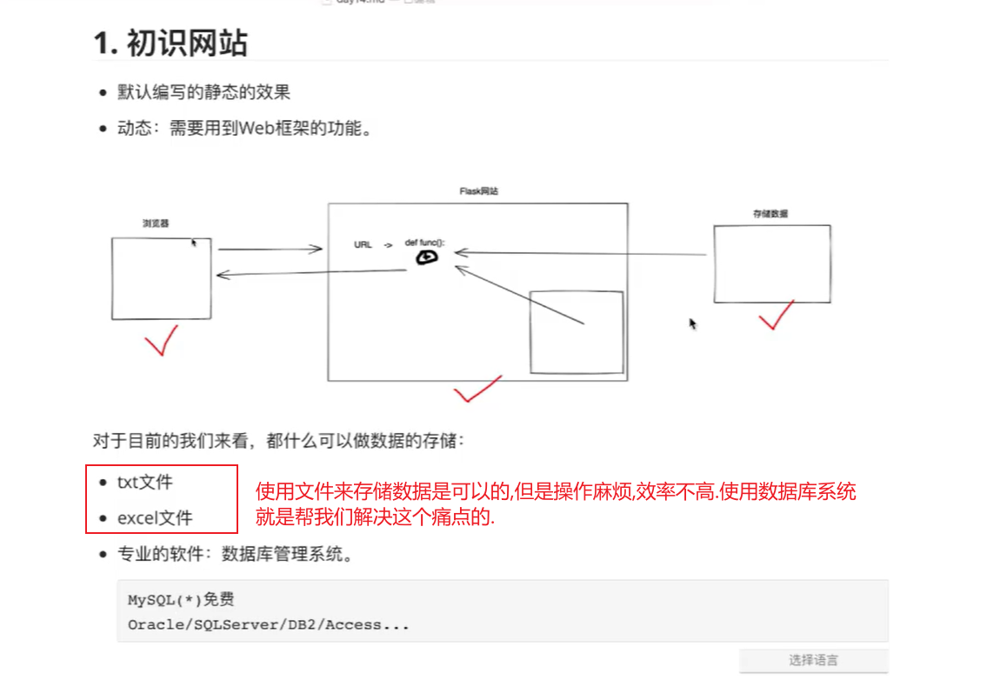 1. 初识网站
默认编写的静态的效果
动态：需要用到Web框架的功能。
Flask网站
浏览器
存储数据
URL -> def func():
对于目前的我们来看，都什么可以做数据的存储：
txt文件
excel文件
使用文件来存储数据是可以的,但是操作麻烦,效率不高.使用数据库系统
就是帮我们解决这个痛点的.
专业的软件：数据库管理系统。
MySQL(*)免费
Oracle/SQLServer/DB2/Access...
选择语言